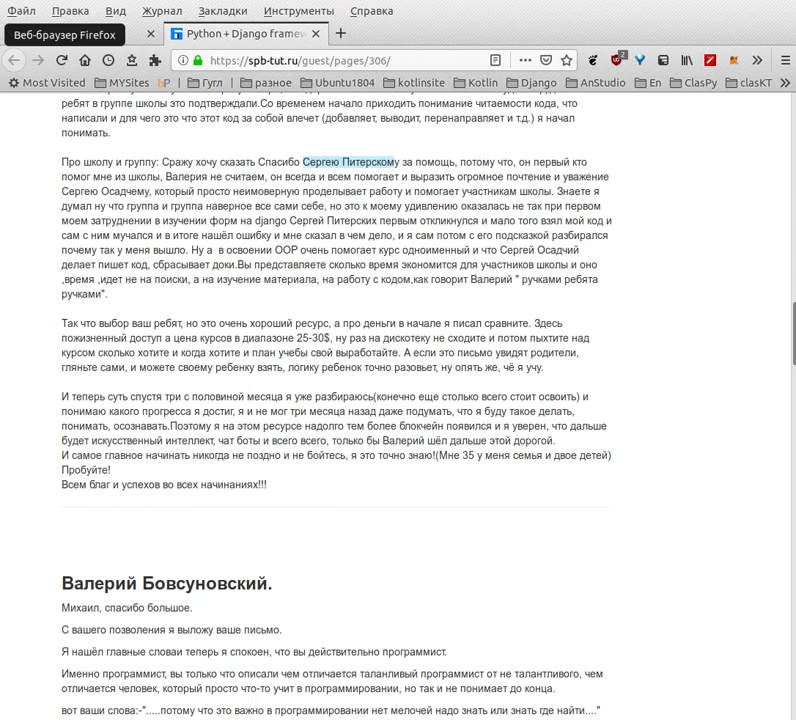 Файл Правка Вид Журнал Закладки Инструменты Справка
Веб-браузер Firefox
Python + Django framew
https://spb-tut.ru/guest/pages/306/
2
Most Visited MYSites bP Гугл разное Ubuntu1804 kotlinsite Kotlin Django AnStudio En ClasPy clasKT
ребят в группе школы это подтверждали.Со временем начало приходить понимание читаемости кода, что
написали и для чего это что этот код за собой влечет (добавляет, выводит, перенаправляет и т.д.) я начал
понимать.
Про школу и группу: Сражу хочу сказать Спасибо Сергею Питерскому за помощь, потому что, он первый кто
помог мне из школы, Валерия не считаем, он всегда и всем помогает и выразить огромное почтение и уважение
Сергею Осадчему, который просто неимоверную проделывает работу и помогает участникам школы. Знаете я
думал ну что группа и группа наверное все сами себе, но это к моему удивлению оказалась не так при первом
моем затруднении в изучении форм на django Сергей Питерских первым откликнулся и мало того взял мой код и
сам с ним мучался и в итоге нашёл ошибку и мне сказал в чем дело, и я сам потом с его подсказкой разбирался
почему так у меня вышло. Ну а  в освоении ООР очень помогает курс одноименный и что Сергей Осадчий
делает пишет код, сбрасывает доки.Вы представляете сколько время экономится для участников школы и оно
,время ,идет не на поиски, а на изучение материала, на работу с кодом,как говорит Валерий " ручками ребята
ручками".
Так что выбор ваш ребят, но это очень хороший ресурс, а про деньги в начале я писал сравните. Здесь
пожизненный доступ а цена курсов в диапазоне 25-30$, ну раз на дискотеку не сходите и потом пыхтите над
курсом сколько хотите и когда хотите и план учебы свой выработайте. А если это письмо увидят родители,
гляньте сами, и можете своему ребенку взять, логику ребенок точно разовьет, ну опять же, чё я учу.
И теперь суть спустя три с половиной месяца я уже разбираюсь(конечно еще столько всего стоит освоить) и
понимаю какого прогресса я достиг, я и не мог три месяца назад даже подумать, что я буду такое делать,
понимать, осознавать.Поэтому я на этом ресурсе надолго тем более блокчейн появился и я уверен, что дальше
будет искусственный интеллект, чат боты и всего всего, только бы Валерий шёл дальше этой дорогой.
И самое главное начинать никогда не поздно и не бойтесь, я это точно знаю!(Мне 35 у меня семья и двое детей)
Пробуйте!
Всем благ и успехов во всех начинаниях!!!
Валерий Бовсуновский.
Михаил, спасибо большое.
С вашего позволения я выложу ваше письмо.
Я нашёл главные словаи теперь я спокоен, что вы действительно программист.
Именно программист, вы только что описали чем отличается таланливый программист от не талантливого, чем
отличается человек, который просто что-то учит в программировании, но так и не понимает до конца.
вот ваши слова:-".....потому что это важно в программировании нет мелочей надо знать или знать где найти...."